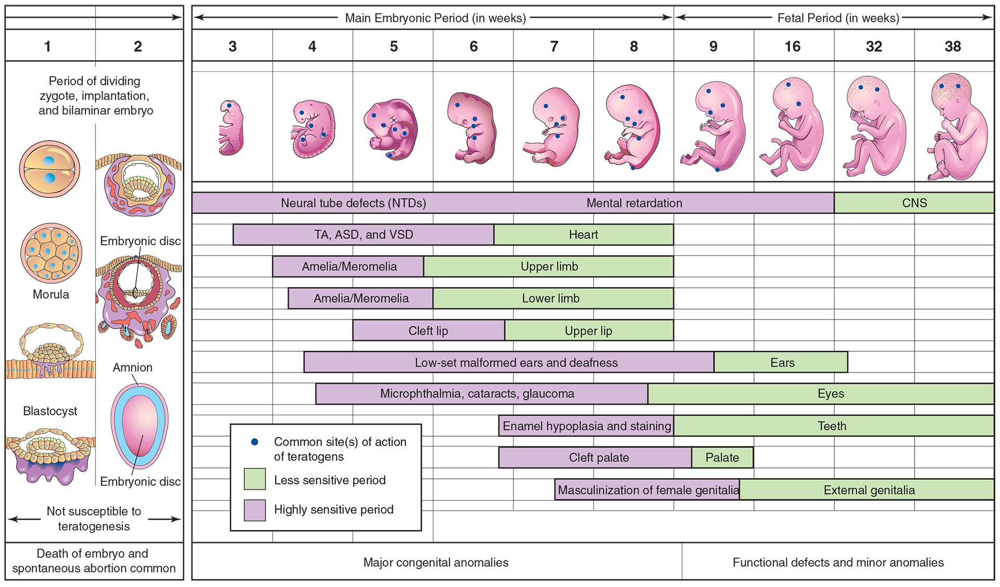 Main Embryonic Period (in weeks)
Fetal Period (in weeks)
1
2
3
4
5
6
7
8
9
16
32
38
Period of dividing
zygote, implantation,
and bilaminar embryo
Embryonic disc
Morula
Amnion
Blastocyst
Embryonic disc
Not susceptible to
teratogenesis
Death of embryo and
spontaneous abortion common
Neural tube defects (NTDs)
Mental retardation
CNS
TA, ASD, and VSD
Heart
Amelia/Meromelia
Upper limb
Amelia/Meromelia
Lower limb
Cleft lip
Upper lip
Low-set malformed ears and deafness
Ears
Microphthalmia, cataracts, glaucoma
Eyes
Enamel hypoplasia and staining
Teeth
Cleft palate
Palate
Masculinization of female genitalia
External genitalia
Common site(s) of action
of teratogens
Less sensitive period
Highly sensitive period
Major congenital anomalies
Functional defects and minor anomalies